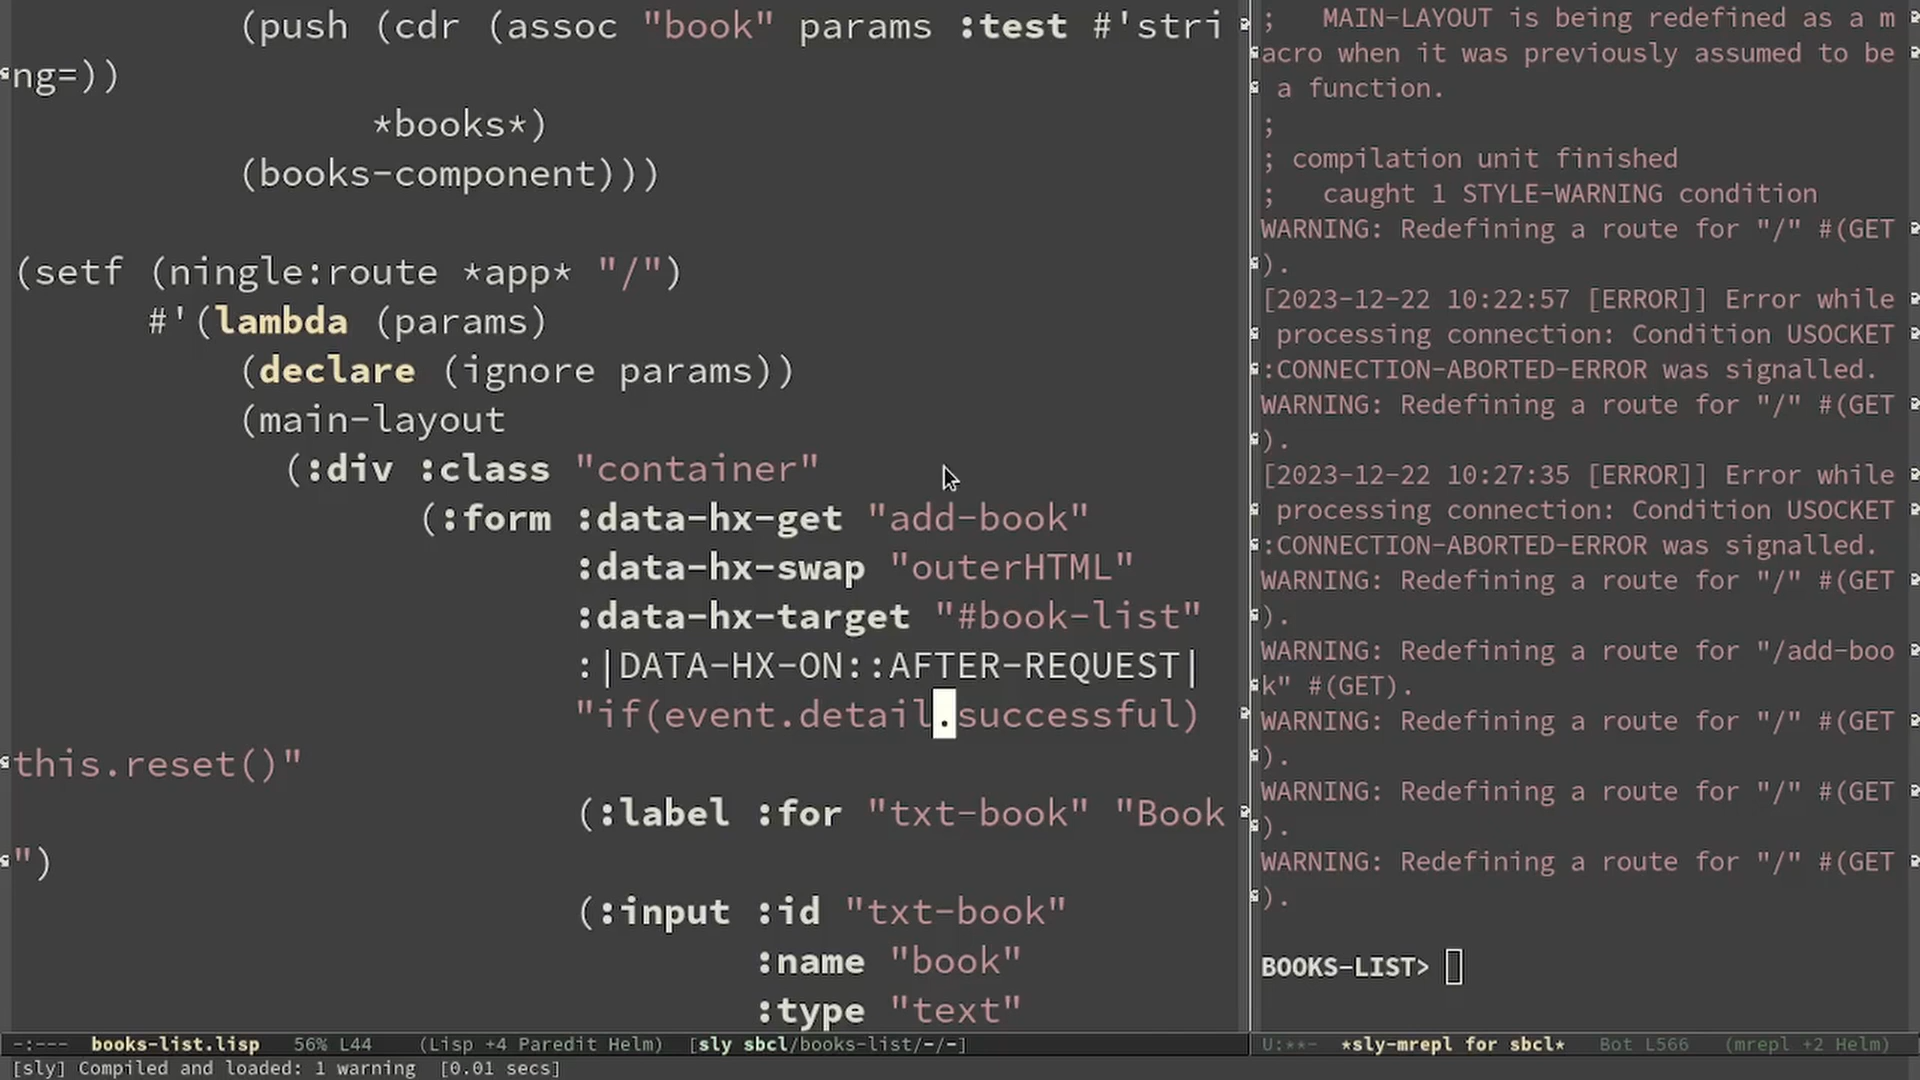 (push (cdr (assoc "book" params :test #'stri
ng=))
*books*)
(books-component)))
(setf (ningle:route *app* "/")
#'(lambda (params)
(declare (ignore params))
(main-layout
(:div :class "container"
(:form :data-hx-get "add-book"
:data-hx-swap "outerHTML"
:data-hx-target "#book-list"
:|DATA-HX-ON::AFTER-REQUEST|
"if(event.detail.successful)
this.reset()"
(:label :for "txt-book" "Book
")
(:input :id "txt-book"
:name "book"
:type "text"
-:--- books-list.lisp 56% L44 (Lisp +4 Paredit Helm) [sly sbcl/books-list/-/-]
[sly] Compiled and loaded: 1 warning [0.01 secs]
; MAIN-LAYOUT is being redefined as a m
acro when it was previously assumed to be
a function.
;
; compilation unit finished
; caught 1 STYLE-WARNING condition
WARNING: Redefining a route for "/" #(GET
).
[2023-12-22 10:22:57 [ERROR]] Error while
processing connection: Condition USOCKET
:CONNECTION-ABORTED-ERROR was signalled.
WARNING: Redefining a route for "/" #(GET
).
[2023-12-22 10:27:35 [ERROR]] Error while
processing connection: Condition USOCKET
:CONNECTION-ABORTED-ERROR was signalled.
WARNING: Redefining a route for "/" #(GET
).
WARNING: Redefining a route for "/add-boo
k" #(GET).
WARNING: Redefining a route for "/" #(GET
).
WARNING: Redefining a route for "/" #(GET
).
WARNING: Redefining a route for "/" #(GET
).
BOOKS-LIST>
U:**- *sly-mrepl for sbcl* Bot L566 (mrepl +2 Helm)